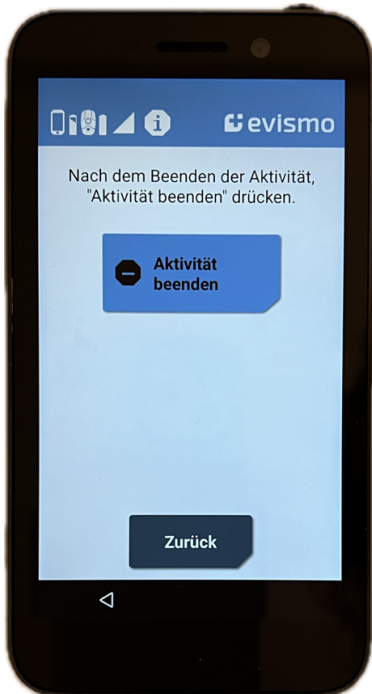 evismo
Nach dem Beenden der Aktivität,
"Aktivität beenden" drücken.
Aktivität
beenden
Zurück